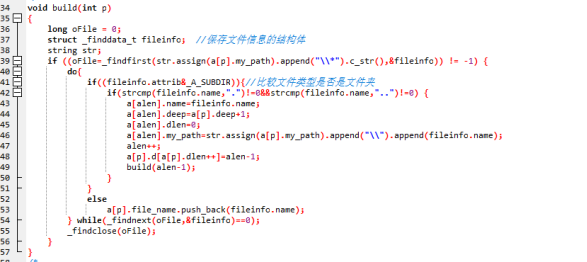 34 void build(int p)
35 {
36 long oFile = 0;
37 struct _finddata_t fileinfo; //保存文件信息的结构体
38 string str;
39 if ((oFile=_findfirst(str.assign(a[p].my_path).append("\\*").c_str(),&fileinfo)) != -1) {
40 do{
41 if((fileinfo.attrib&_A_SUBDIR)){//比较文件类型是否是文件夹
42 if(strcmp(fileinfo.name,".")!=0&&strcmp(fileinfo.name,"..")!=0) {
43 a[alen].name=fileinfo.name;
44 a[alen].deep=a[p].deep+1;
45 a[alen].dlen=0;
46 a[alen].my_path=str.assign(a[p].my_path).append("\\").append(fileinfo.name);
47 alen++;
48 a[p].d[a[p].dlen++]=alen-1;
49 build(alen-1);
50 }
51 }
52 else
53 a[p].file_name.push_back(fileinfo.name);
54 } while(_findnext(oFile,&fileinfo)==0);
55 _findclose(oFile);
56 }
57 }